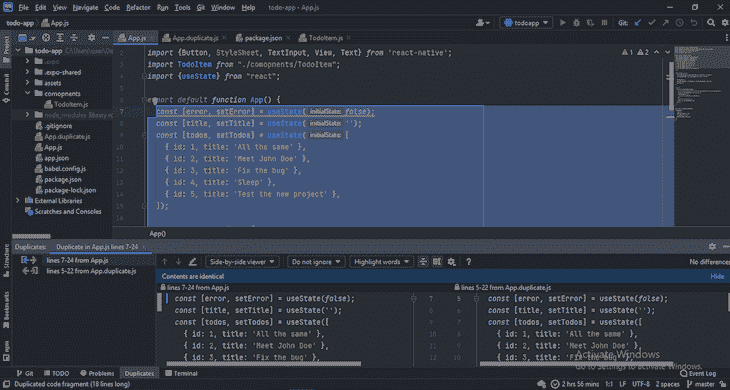 File Edit View Navigate Code Refactor Run Tools Git Window Help
todo-app - App.js
todo-app App.js
todoapp
Git:
Project
App.js App.duplicate.js package.json TodoItem.js
todo-app
.expo
.expo-shared
assets
comopnents
TodoItem.js
node_modules library root
.gitignore
App.duplicate.js
App.js
app.json
babel.config.js
package.json
package-lock.json
External Libraries
Scratches and Consoles
Commit
1 2
2 import {Button, StyleSheet, TextInput, View, Text} from 'react-native';
import TodoItem from "./comopnents/TodoItem";
4 import {useState} from "react";
export default function App() {
7 const [error, setError] = useState( initialState: false);
8 const [title, setTitle] = useState( initialState: '');
9 const [todos, setTodos] = useState( initialState: [
10 { id: 1, title: 'All the same' },
11 { id: 2, title: 'Meet John Doe' },
12 { id: 3, title: 'Fix the bug' },
13 { id: 4, title: 'Sleep' },
14 { id: 5, title: 'Test the new project' },
15 ]);
App()
Duplicates: Duplicate in App.js lines 7-24
lines 7-24 from App.js
lines 5-22 from App.duplicate.js
Side-by-side viewer Do not ignore Highlight words ? No differences
Contents are identical Hide
lines 7-24 from App.js lines 5-22 from App.duplicate.js
const [error, setError] = useState(false); 7 5 const [error, setError] = useState(false);
const [title, setTitle] = useState(''); 8 6 const [title, setTitle] = useState('');
const [todos, setTodos] = useState([ const [todos, setTodos] = useState([
{ id: 1, title: 'All the same' }, { id: 1, title: 'All the same' },
{ id: 2, title: 'Meet John Doe' }, { id: 2, title: 'Meet John Doe' },
{ id: 3, title: 'Fix the bug' }, { id: 3, title: 'Fix the bug' },
Structure
Bookmarks
npm
Activate Windows
Go to Settings to activate Windows.
Git TODO Problems Duplicates Terminal Event Log
Duplicated code fragment (18 lines long) 2 hrs 56 mins 1:1 LF UTF-8 2 spaces master